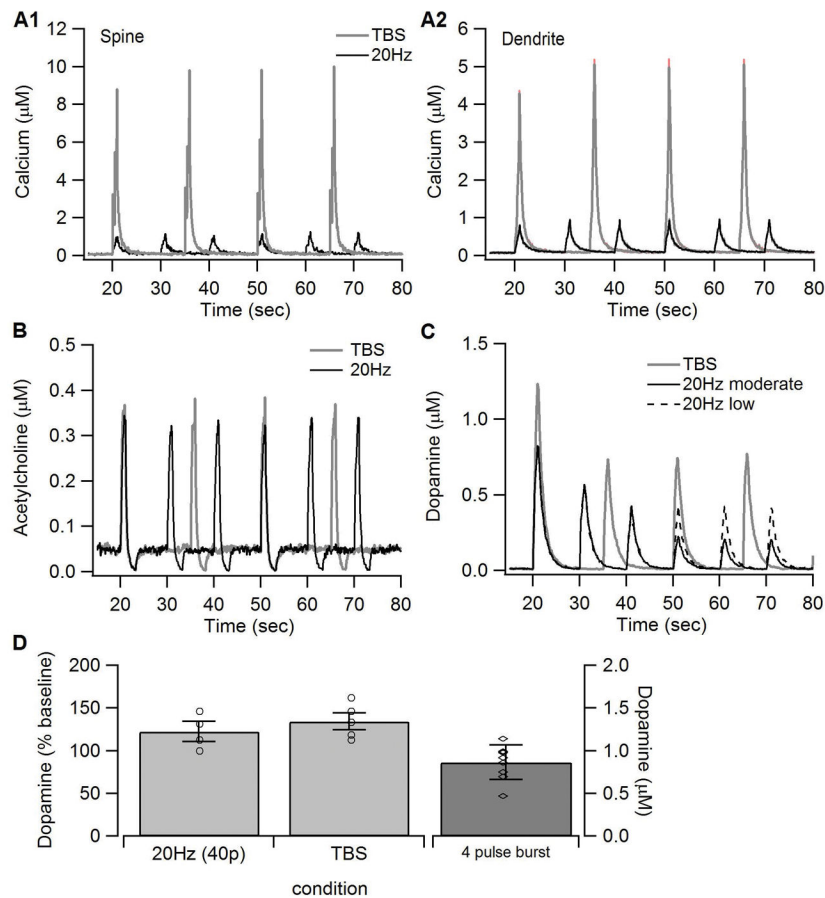 A1
Spine
TBS
20Hz
12
10
8
6
4
2
0
Calcium (μM)
20 30 40 50 60 70 80
Time (sec)
A2
Dendrite
6
5
4
3
2
1
0
Calcium (μM)
20 30 40 50 60 70 80
Time (sec)
B
TBS
20Hz
0.5
0.4
0.3
0.2
0.1
0.0
Acetylcholine (μM)
20 30 40 50 60 70 80
Time (sec)
C
TBS
20Hz moderate
20Hz low
1.5
1.0
0.5
0.0
Dopamine (μM)
20 30 40 50 60 70 80
Time (sec)
D
200
150
100
50
0
Dopamine (% baseline)
2.0
1.5
1.0
0.5
0.0
Dopamine (μM)
20Hz (40p) TBS 4 pulse burst
condition